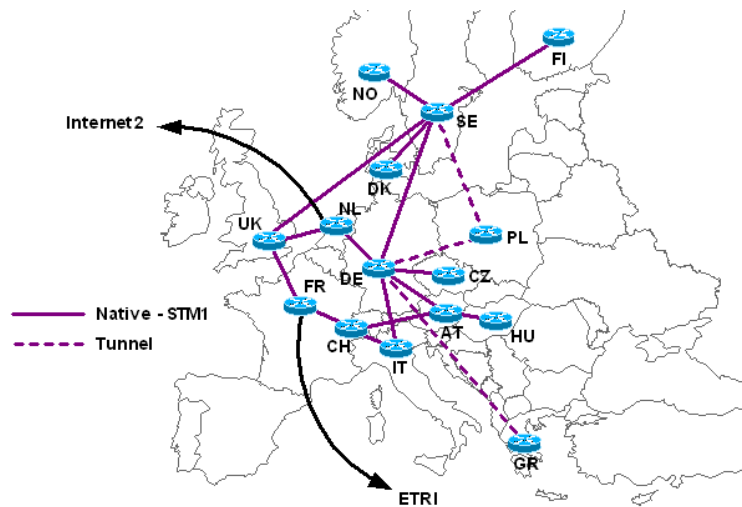 FI
NO
SE
Internet2
DK
NL
UK
PL
DE
CZ
FR
Native - STM1
AT
HU
CH
Tunnel
IT
GR
ETRI